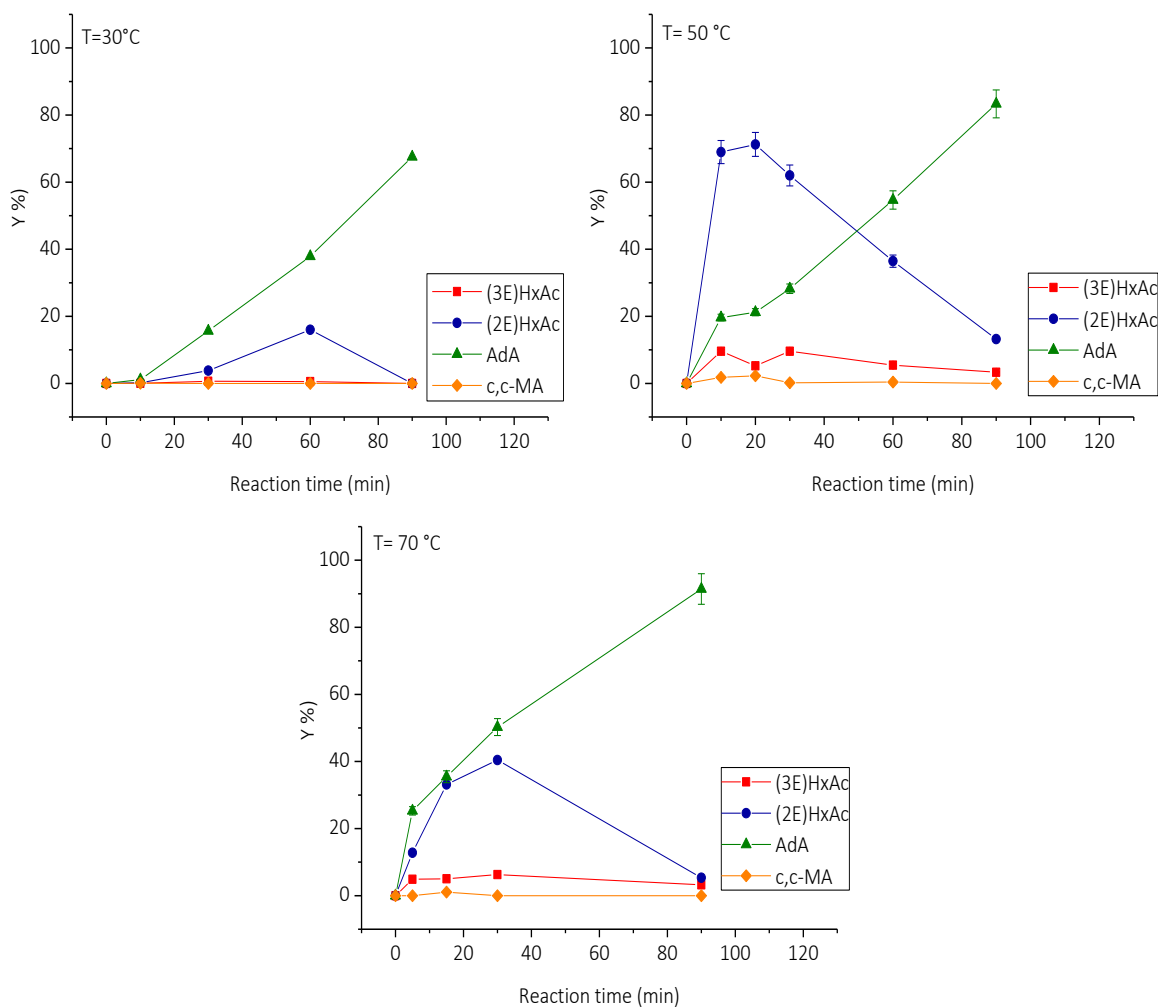 T=30°C
100
80
60
40
20
0
Y %)
0 20 40 60 80 100 120
Reaction time (min)
(3E)HxAc
(2E)HxAc
AdA
c,c-MA
T= 50 °C
100
80
60
40
20
0
Y %)
0 20 40 60 80 100 120
Reaction time (min)
(3E)HxAc
(2E)HxAc
AdA
c,c-MA
T= 70 °C
100
80
60
40
20
0
Y %)
0 20 40 60 80 100 120
Reaction time (min)
(3E)HxAc
(2E)HxAc
AdA
c,c-MA